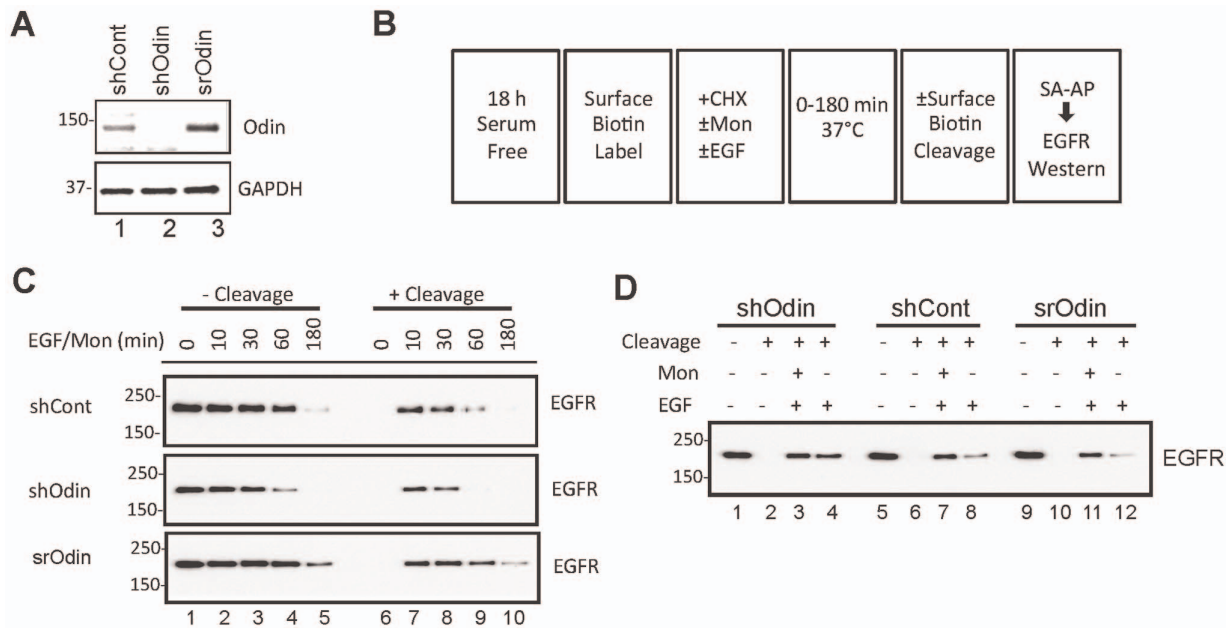 A
shCont
shOdin
srOdin
150-
Odin
37-
GAPDH
1 2 3
B
18 h
Serum
Free
Surface
Biotin
Label
+CHX
±Mon
±EGF
0-180 min
37°C
±Surface
Biotin
Cleavage
SA-AP
EGFR
Western
C
- Cleavage + Cleavage
EGF/Mon (min) 0 10 30 60 180 0 10 30 60 180
shCont 250- EGFR
150-
shOdin 250- EGFR
150-
srOdin 250- EGFR
150-
1 2 3 4 5 6 7 8 9 10
D
shOdin shCont srOdin
Cleavage - + + + - + + + - + + +
Mon - - + - - - + - - - + -
EGF - - + + - - + + - - + +
250-
150-
EGFR
1 2 3 4 5 6 7 8 9 10 11 12